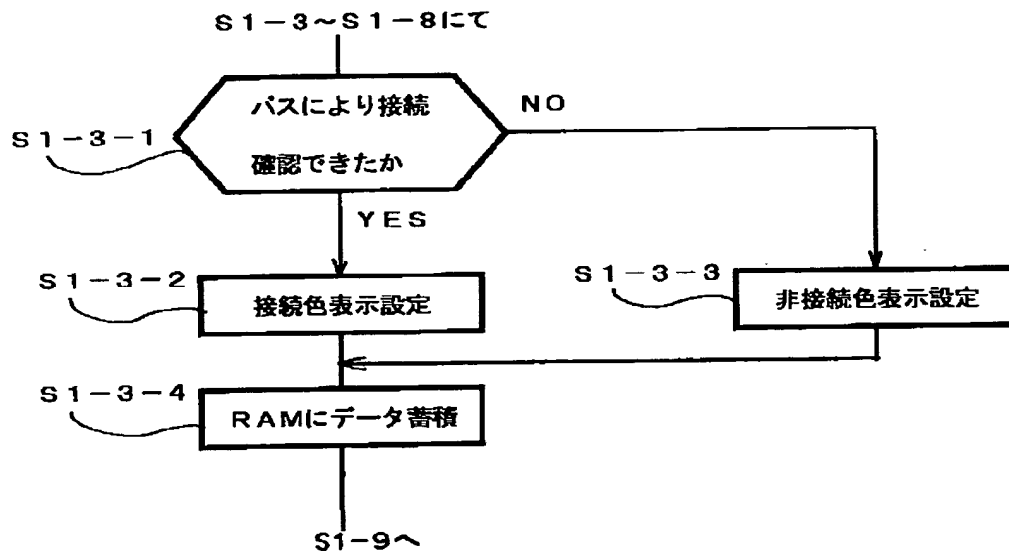 S1-3～S1-8にて
パスにより接続
確認できたか
NO
S1-3-1
YES
S1-3-2
接続色表示設定
S1-3-3
非接続色表示設定
S1-3-4
RAMにデータ蓄積
S1-9へ